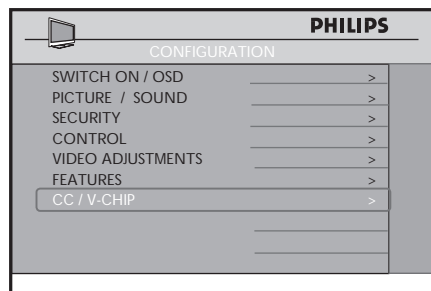 PHILIPS
CONFIGURATION
SWITCH ON / OSD >
PICTURE / SOUND >
SECURITY >
CONTROL >
VIDEO ADJUSTMENTS >
FEATURES >
CC / V-CHIP >